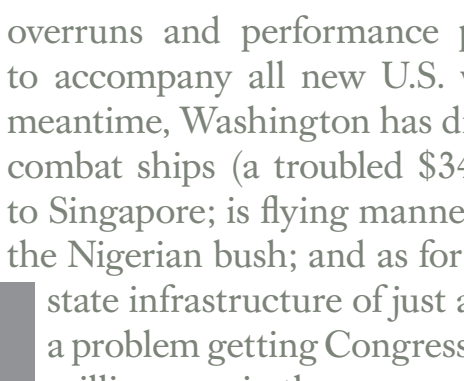 overruns and performance
to accompany all new U.S.
meantime, Washington has
combat ships (a troubled
to Singapore; is flying
the Nigerian bush; and as for
state infrastructure of just
a problem getting